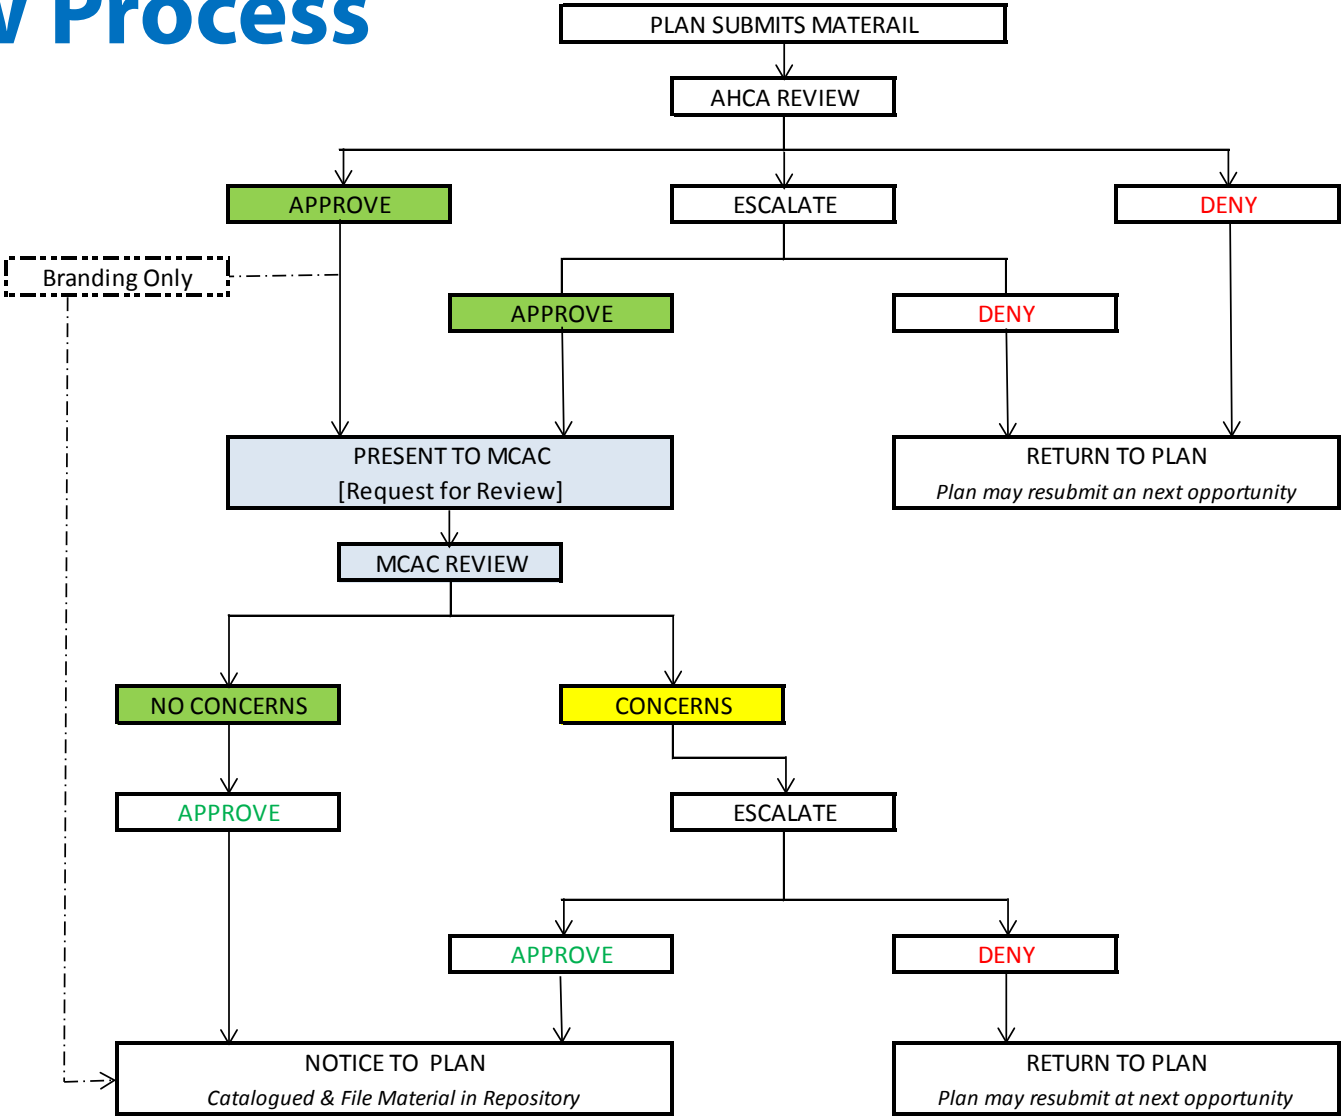 Process
PLAN SUBMITS MATERAIL
AHCA REVIEW
APPROVE
ESCALATE
DENY
Branding Only
APPROVE
DENY
PRESENT TO MCAC
[Request for Review]
RETURN TO PLAN
Plan may resubmit an next opportunity
MCAC REVIEW
NO CONCERNS
CONCERNS
APPROVE
ESCALATE
APPROVE
DENY
NOTICE TO PLAN
Catalogued & File Material in Repository
RETURN TO PLAN
Plan may resubmit at next opportunity